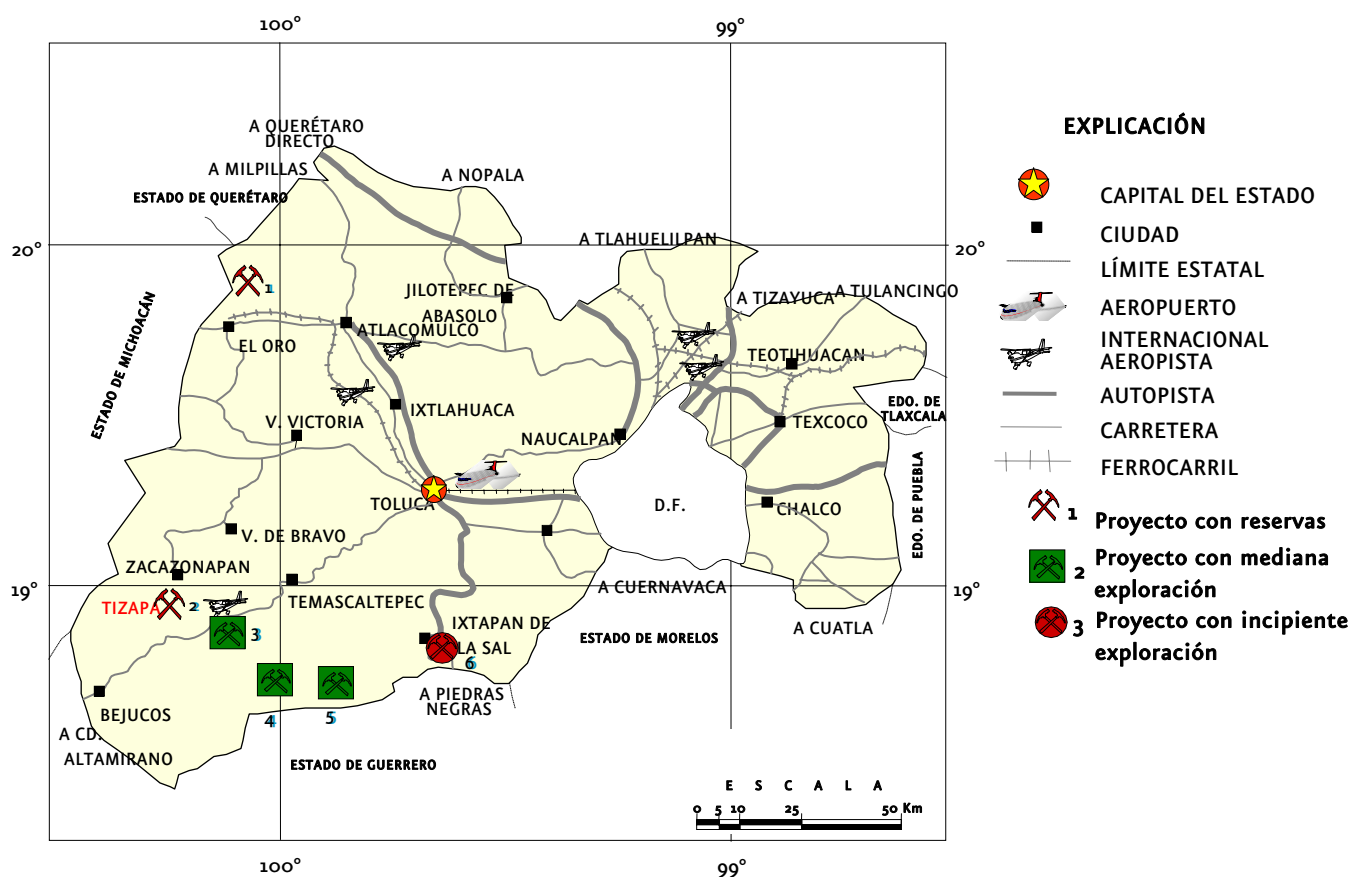 100°
99°
A QUERÉTARO
DIRECTO
A MILPILLAS
A NOPALA
ESTADO DE QUERÉTARO
20°
A TLAHUELILPAN
20°
1
JILOTEPEC DE
ABASOLO
A TIZAYUCA
A TULANCINGO
ATLACOMULCO
EL ORO
TEOTIHUACAN
ESTADO DE MICHOACÁN
IXTLAHUACA
V. VICTORIA
NAUCALPAN
TEXCOCO
EDO. DE
TLAXCALA
TOLUCA
D.F.
CHALCO
EDO. DE PUEBLA
V. DE BRAVO
ZACAZONAPAN
19°
TIZAPA
2
TEMASCALTEPEC
A CUERNAVACA
19°
IXTAPAN DE
LA SAL
ESTADO DE MORELOS
A CUATLA
3
6
4
5
A PIEDRAS
NEGRAS
BEJUCOS
A CD.
ALTAMIRANO
ESTADO DE GUERRERO
E S C A L A
0 5 10 25 50 Km
100°
99°
EXPLICACIÓN
CAPITAL DEL ESTADO
CIUDAD
LÍMITE ESTATAL
AEROPUERTO
INTERNACIONAL
AEROPISTA
AUTOPISTA
CARRETERA
FERROCARRIL
1 Proyecto con reservas
2 Proyecto con mediana
exploración
3 Proyecto con incipiente
exploración